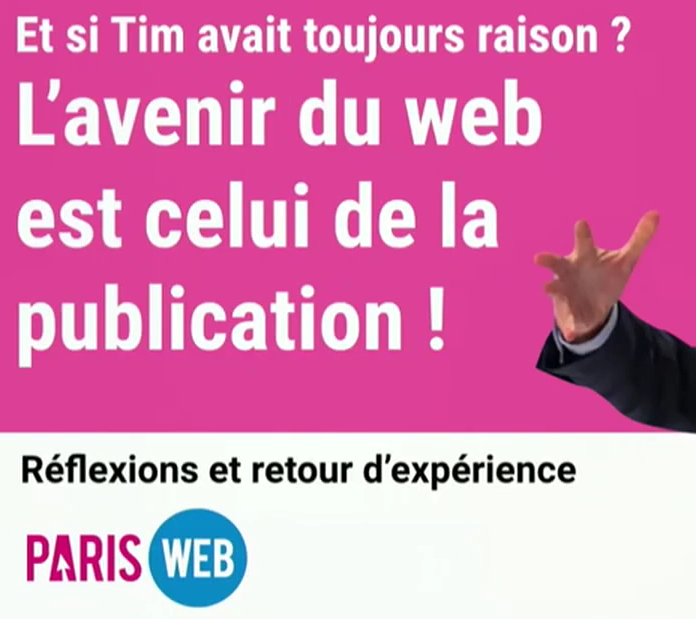 Et si Tim avait toujours raison ?
L’avenir du web
est celui de la
publication !
Réflexions et retour d’expérience
PARIS WEB